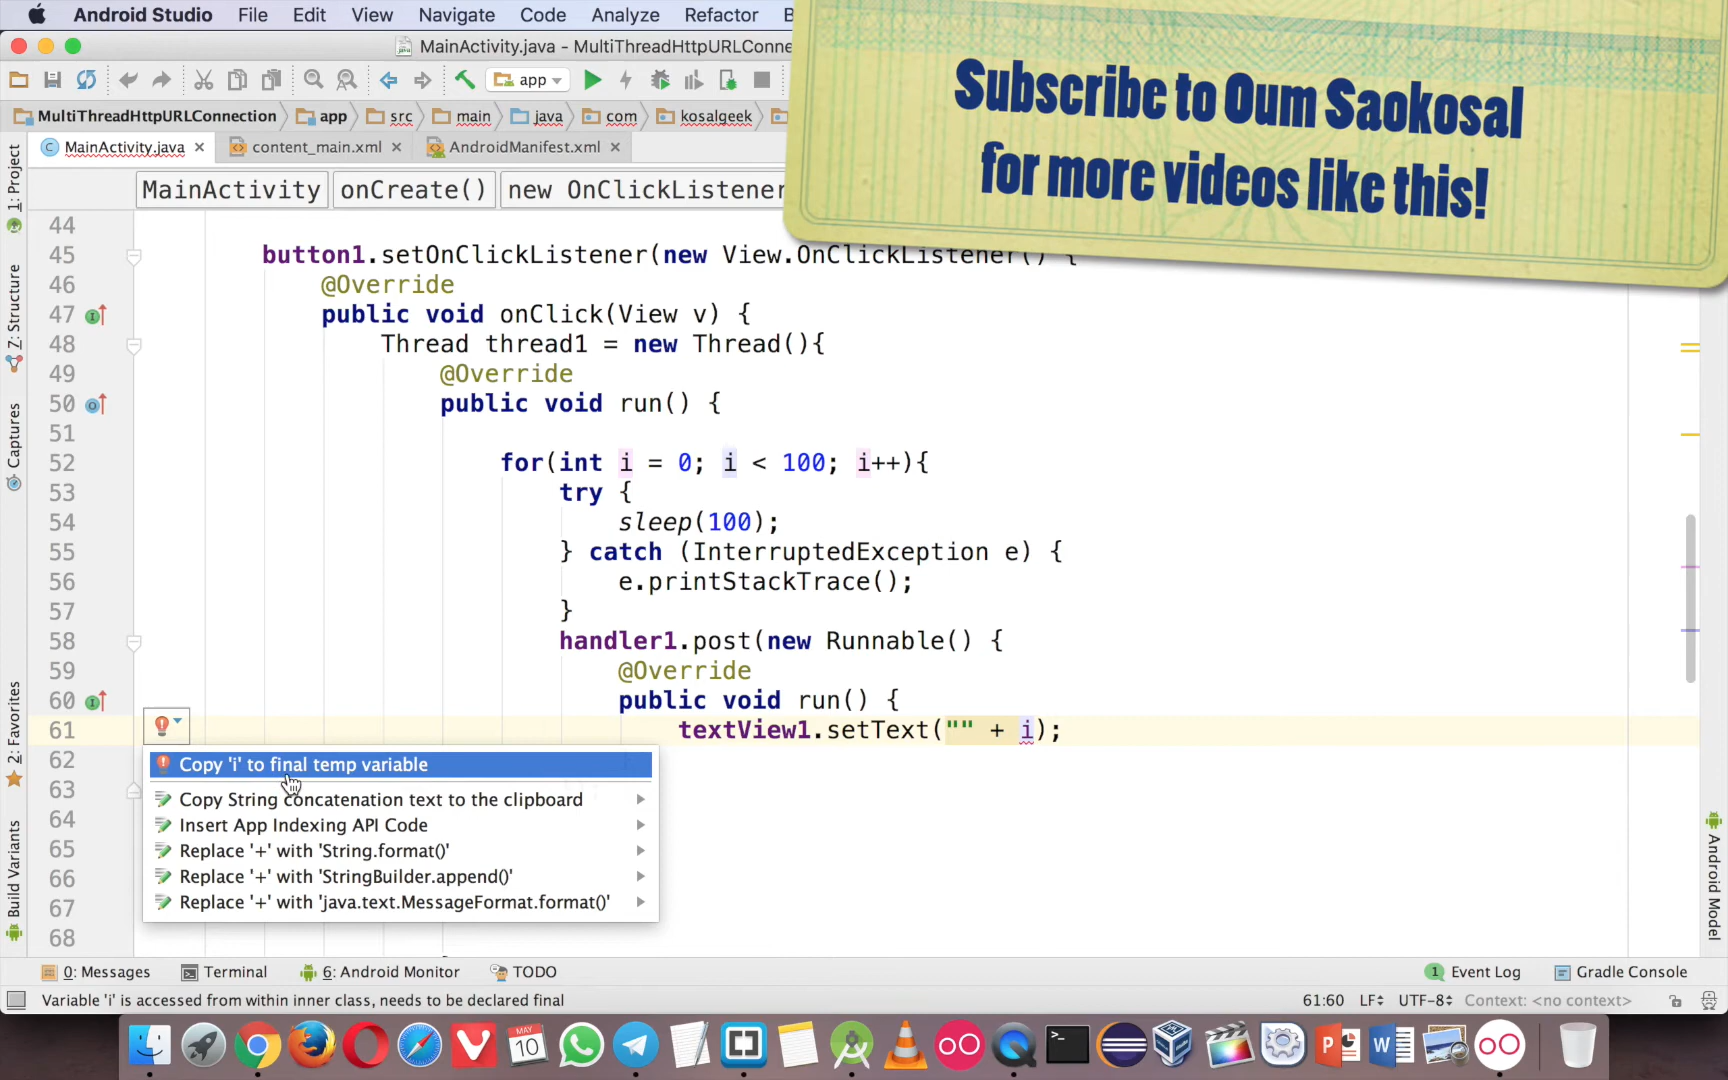 Android Studio File Edit View Navigate Code Analyze Refactor
MainActivity.java - MultiThreadHttpURLConne
Subscribe to Oum Saokosal
for more videos like this!
app
MultiThreadHttpURLConnection app src main java com kosalgeek
MainActivity.java content_main.xml AndroidManifest.xml
MainActivity onCreate() new OnClickListener
1: Project
Z: Structure
Captures
2: Favorites
Build Variants
44
45 button1.setOnClickListener(new View.OnClickListener() {
46 @Override
47 public void onClick(View v) {
48 Thread thread1 = new Thread(){
49 @Override
50 public void run() {
51
52 for(int i = 0; i < 100; i++){
53 try {
54 sleep(100);
55 } catch (InterruptedException e) {
56 e.printStackTrace();
57 }
58 handler1.post(new Runnable() {
59 @Override
60 public void run() {
61 textView1.setText("" + i);
62
63
64
65
66
67
68
Copy 'i' to final temp variable
Copy String concatenation text to the clipboard
Insert App Indexing API Code
Replace '+' with 'String.format()'
Replace '+' with 'StringBuilder.append()'
Replace '+' with 'java.text.MessageFormat.format()'
Android Model
0: Messages Terminal 6: Android Monitor TODO 1 Event Log Gradle Console
Variable 'i' is accessed from within inner class, needs to be declared final 61:60 LF UTF-8 Context: <no context>
MAY
10
P
W